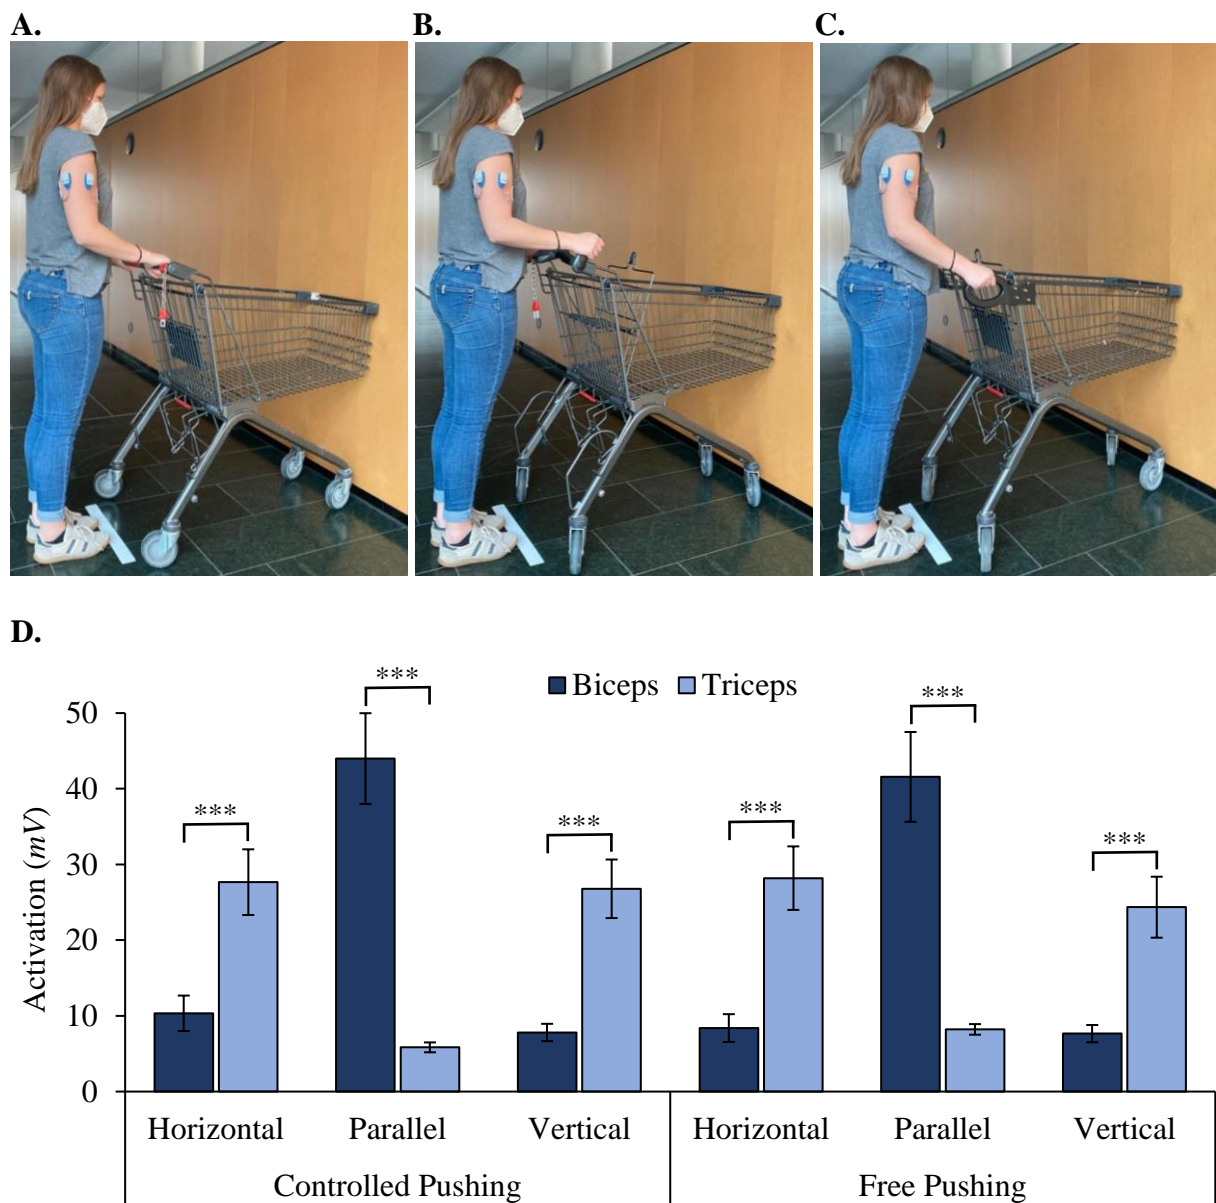 A. B. C.
D.
*** *** *** *** *** ***
Biceps Triceps
Activation (mV)
50
40
30
20
10
0
Horizontal Parallel Vertical Horizontal Parallel Vertical
Controlled Pushing Free Pushing